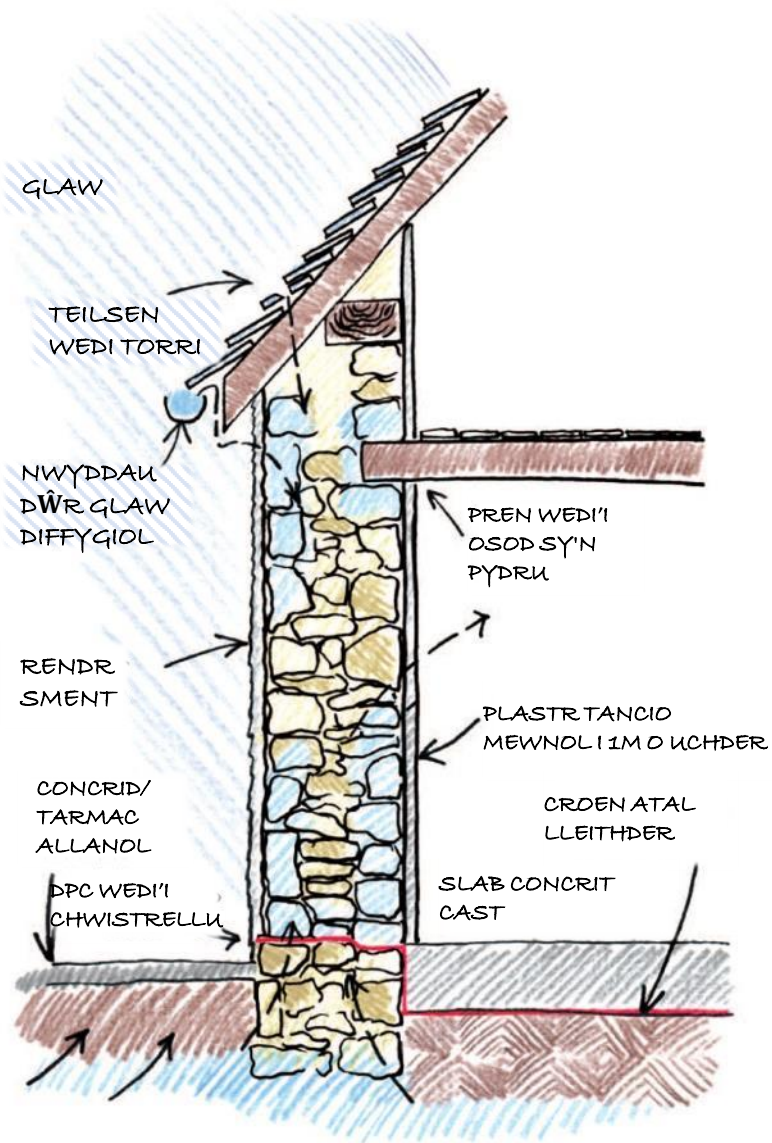 GLAW
TEILSEN
WEDI TORRI
NWYDDAU
DŴR GLAW
DIFFYGIOL
PREN WEDI'I
OSOD SY'N
PYDRU
RENDR
SMENT
PLASTR TANCIO
MEWNOL I 1M O UCHDER
CONCRID/
TARMAC
ALLANOL
CROEN ATAL
LLEITHDER
DPC WEDI'I
CHWISTRELLU
SLAB CONCRIT
CAST